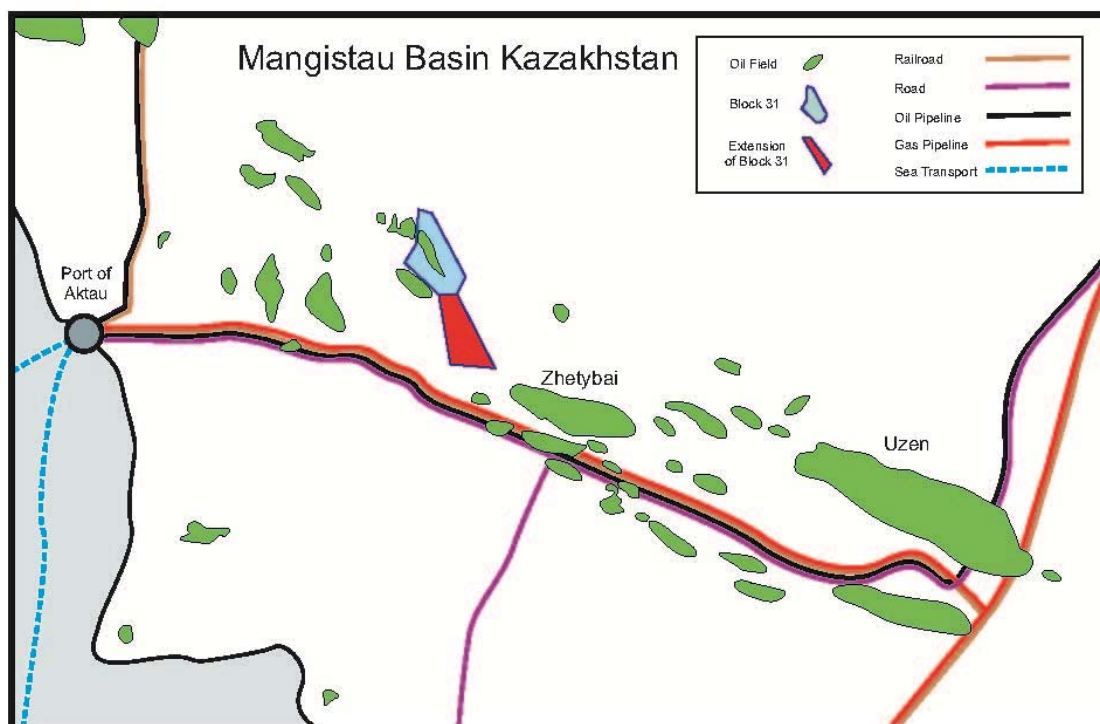 Mangistau Basin Kazakhstan
Oil Field
Block 31
Extension
of Block 31
Railroad
Road
Oil Pipeline
Gas Pipeline
Sea Transport
Port of
Aktau
Zhetybai
Uzen